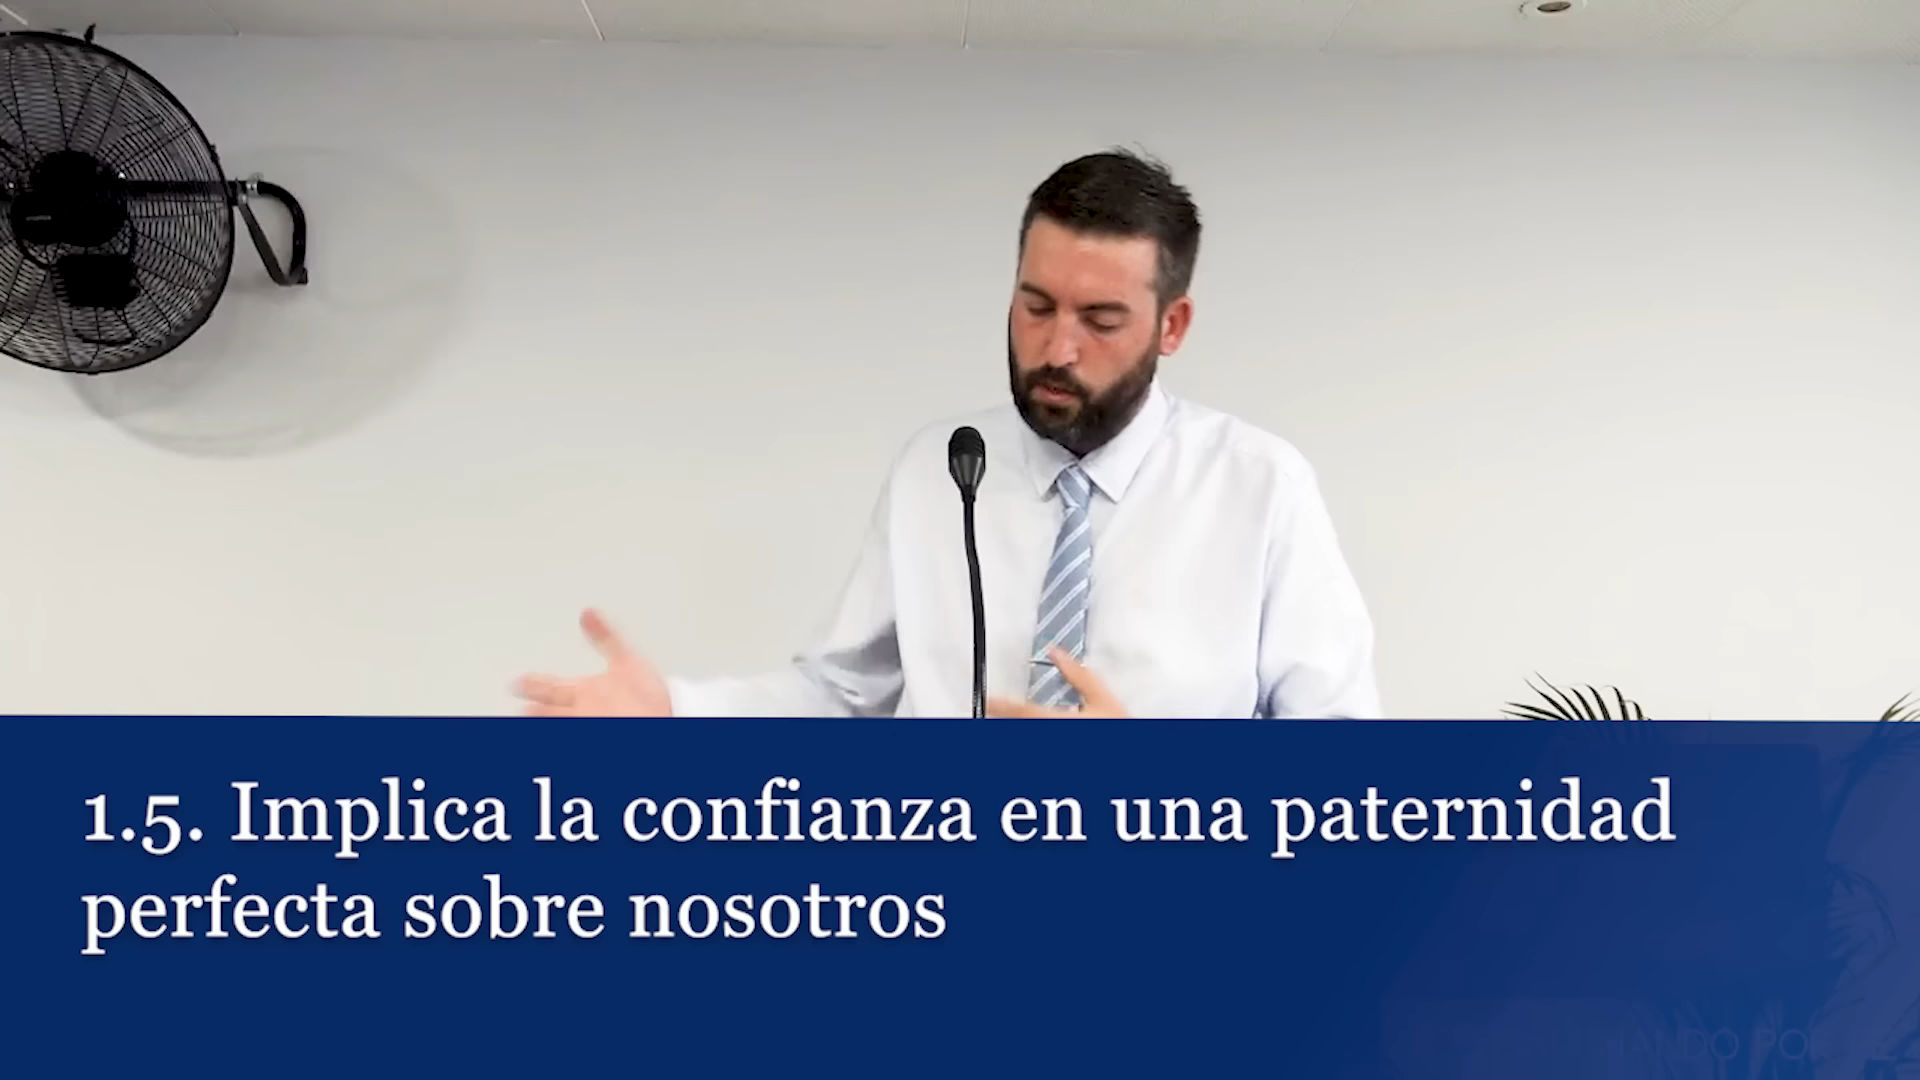 1.5. Implica la confianza en una paternidad
perfecta sobre nosotros